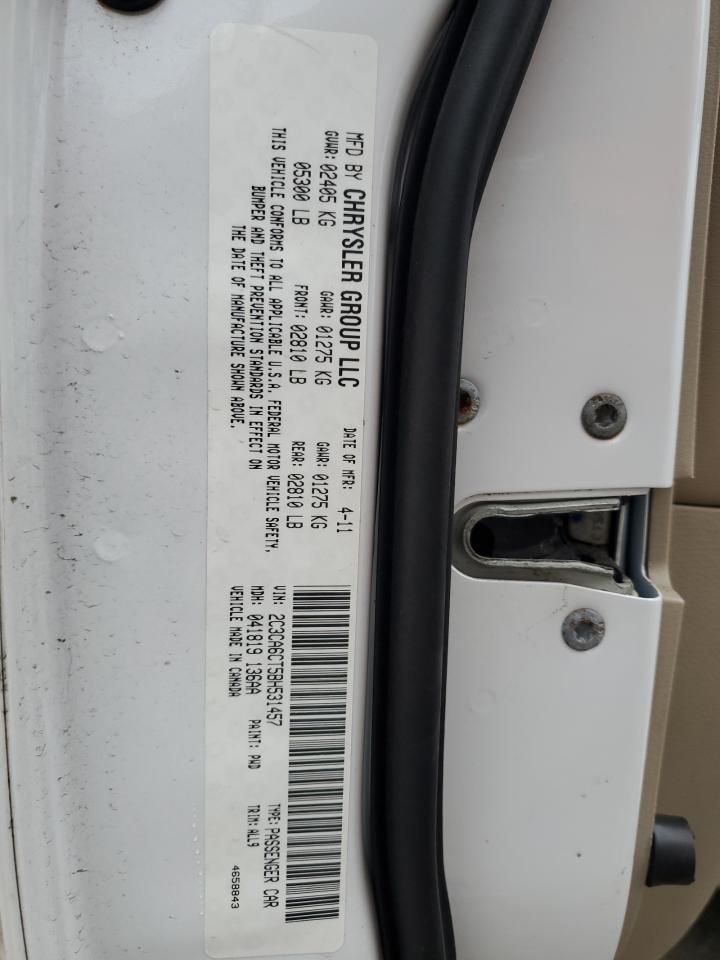 MFD BY CHRYSLER GROUP LLC DATE OF MFR: 4-11
GVWR: 02405 KG GAWR: 01275 KG GAWR: 01275 KG
05300 LB FRONT: 02810 LB REAR: 02810 LB
THIS VEHICLE CONFORMS TO ALL APPLICABLE U.S.A. FEDERAL MOTOR VEHICLE SAFETY,
BUMPER AND THEFT PREVENTION STANDARDS IN EFFECT ON
THE DATE OF MANUFACTURE SHOWN ABOVE.
VIN: 2C3CA6CT5BH531457 TYPE: PASSENGER CAR
MDH: 041819 136AA PAINT: PWD TRIM: ALL9
VEHICLE MADE IN CANADA 4658843